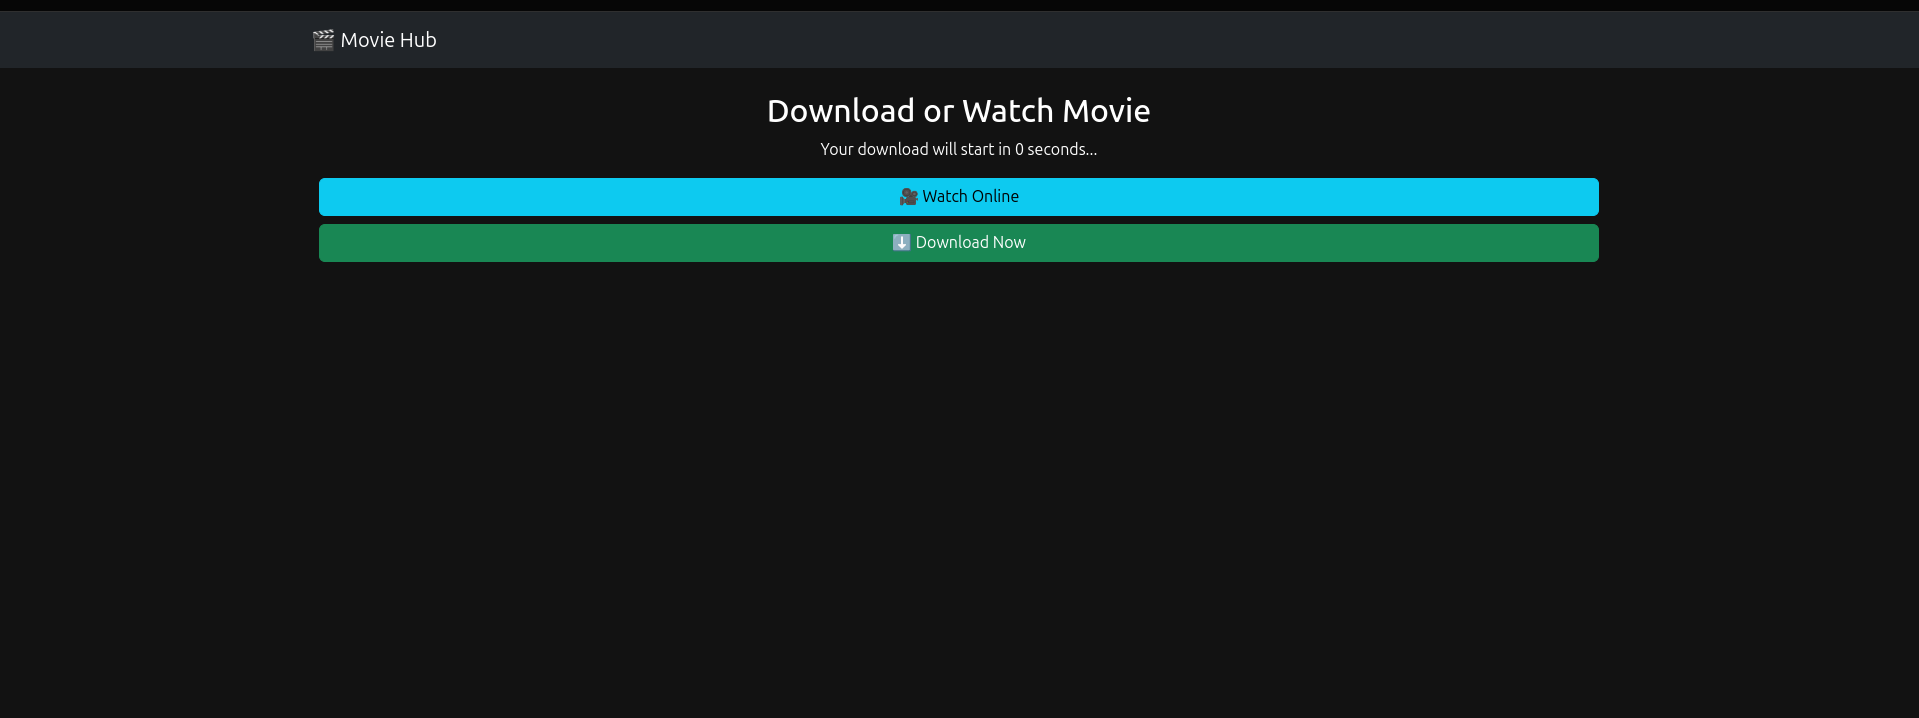 🎬 Movie Hub
Download or Watch Movie
Your download will start in 0 seconds...
🎥 Watch Online
⬇️ Download Now